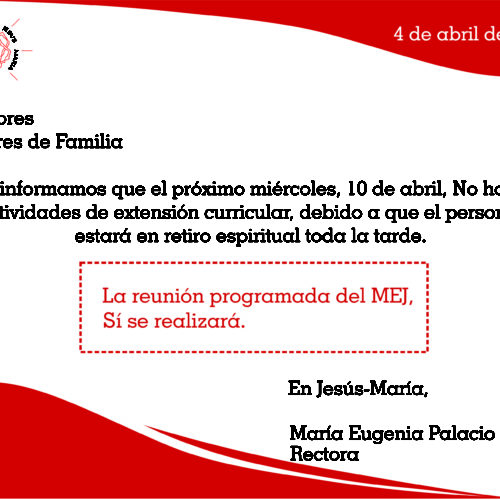 4 de abril de
ores
res de Familia
informamos que el próximo miércoles, 10 de abril, No ha
tividades de extensión curricular, debido a que el person
estará en retiro espiritual toda la tarde.
La reunión programada del MEJ,
Sí se realizará.
En Jesús-María,
María Eugenia Palacio
Rectora